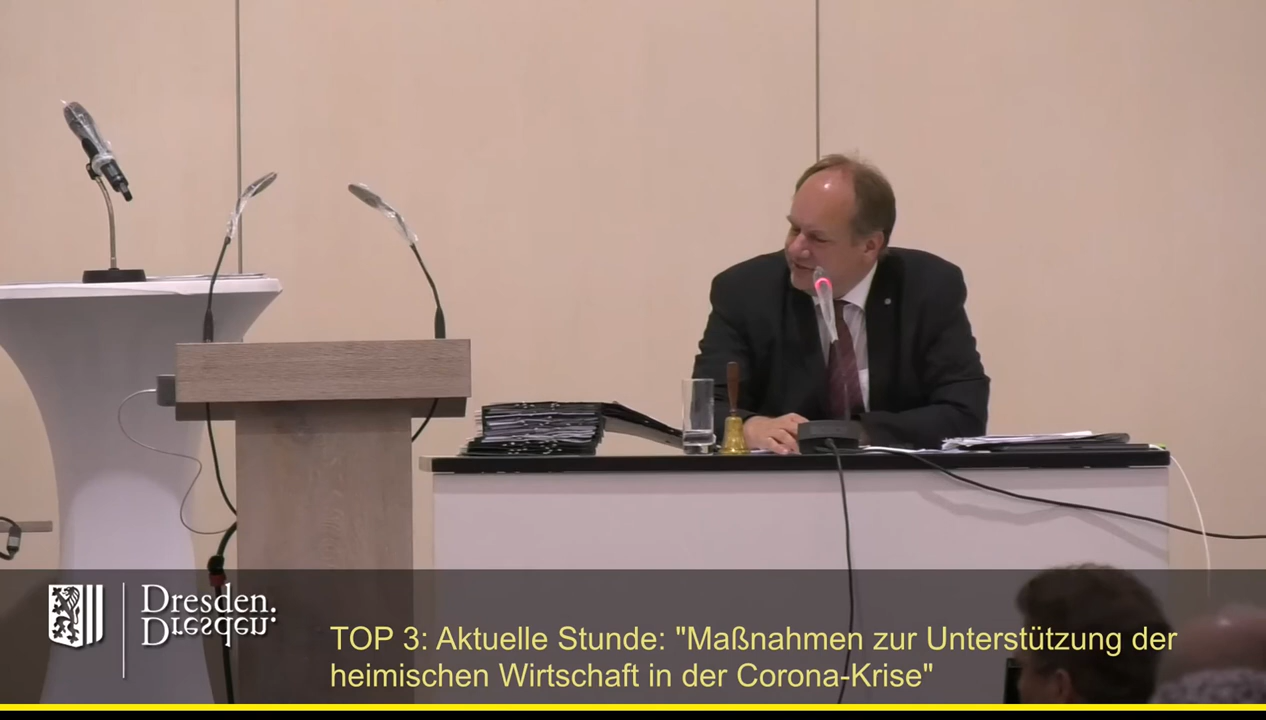 Dresden.
Dresden.
TOP 3: Aktuelle Stunde: "Maßnahmen zur Unterstützung der
heimischen Wirtschaft in der Corona-Krise"